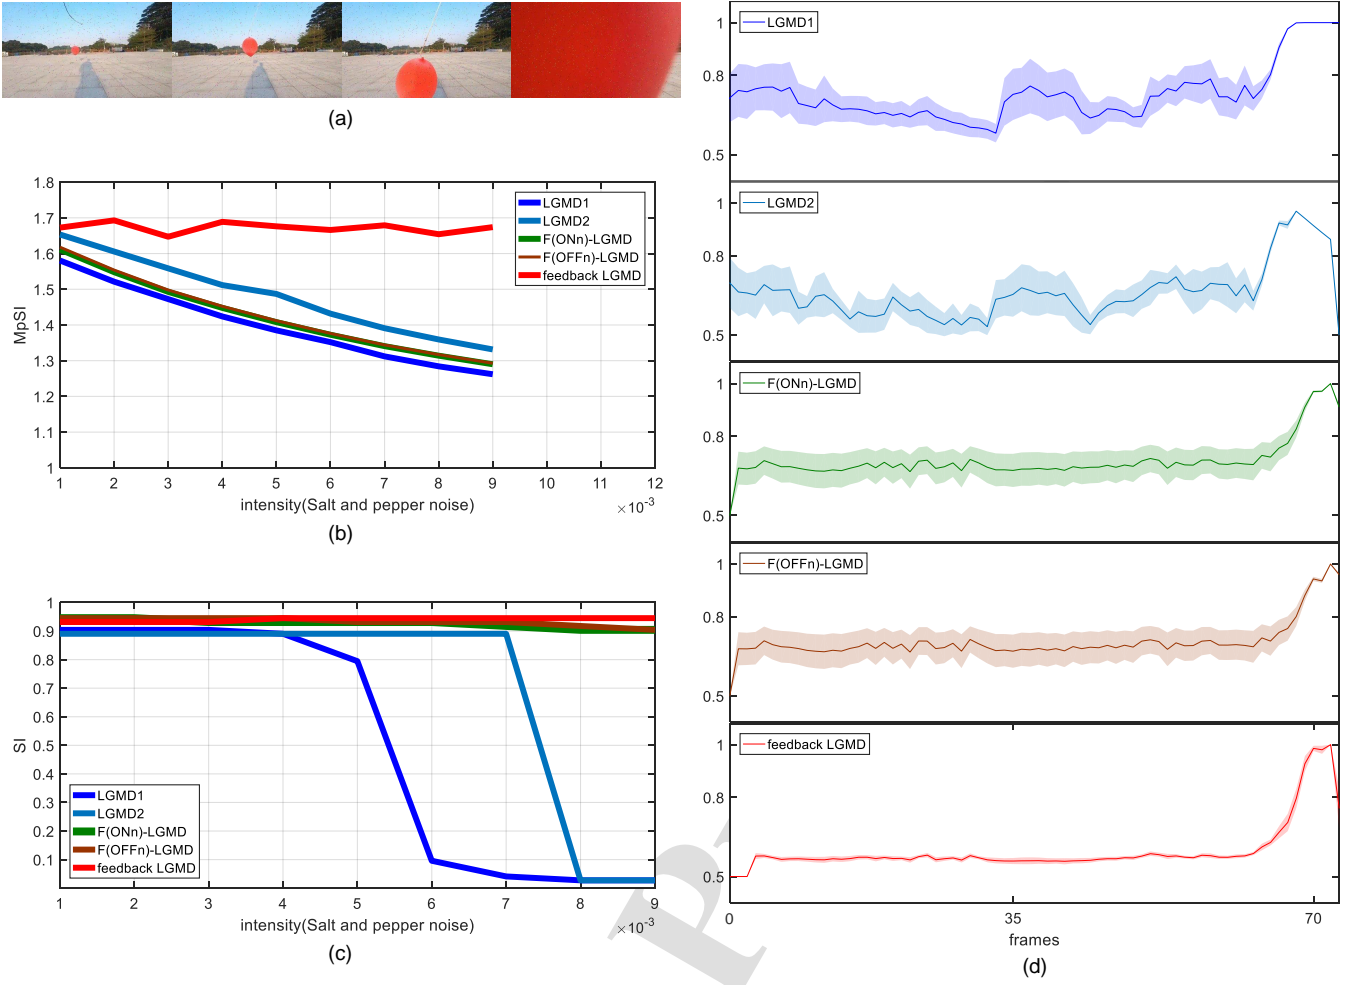 (a)
1.8
1.7
1.6
1.5
1.4
1.3
1.2
1.1
1
MpSI
LGMD1
LGMD2
F(ONn)-LGMD
F(OFFn)-LGMD
feedback LGMD
1 2 3 4 5 6 7 8 9 10 11 12
intensity(Salt and pepper noise)
×10-3
(b)
1
0.9
0.8
0.7
0.6
0.5
0.4
0.3
0.2
0.1
SI
LGMD1
LGMD2
F(ONn)-LGMD
F(OFFn)-LGMD
feedback LGMD
1 2 3 4 5 6 7 8 9
intensity(Salt and pepper noise)
×10-3
(c)
LGMD1
1
0.8
0.5
LGMD2
1
0.8
0.5
F(ONn)-LGMD
1
0.8
0.5
F(OFFn)-LGMD
1
0.8
0.5
feedback LGMD
1
0.8
0.5
0 35 70
frames
(d)